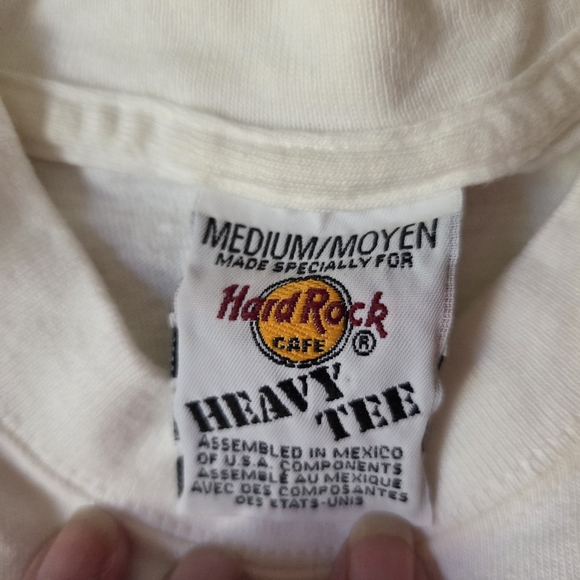 MEDIUM/MOYEN
MADE SPECIALLY FOR
Hard Rock
CAFE ®
HEAVY
TEE
ASSEMBLED IN MEXICO
OF U.S.A. COMPONENTS
ASSEMBLÉ AU MEXIQUE
AVEC DES COMPOSANTES
DES ETATS-UNIS